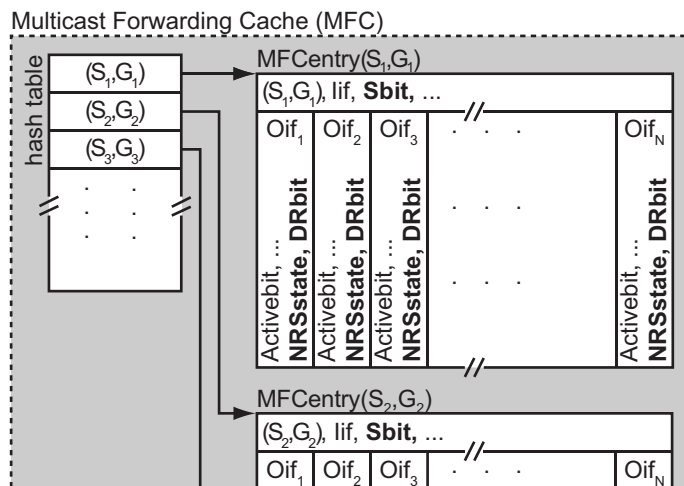 Multicast Forwarding Cache (MFC)
hash table
(S1,G1)
(S2,G2)
(S3,G3)
. .
. .
. .
MFCentry(S1,G1)
(S1,G1), Iif, Sbit, ...
Oif1 Oif2 Oif3 . . . OifN
Activebit, ...
NRSstate, DRbit
Activebit, ...
NRSstate, DRbit
Activebit, ...
NRSstate, DRbit
. . .
. . .
Activebit, ...
NRSstate, DRbit
MFCentry(S2,G2)
(S2,G2), Iif, Sbit, ...
Oif1 Oif2 Oif3 . . . OifN